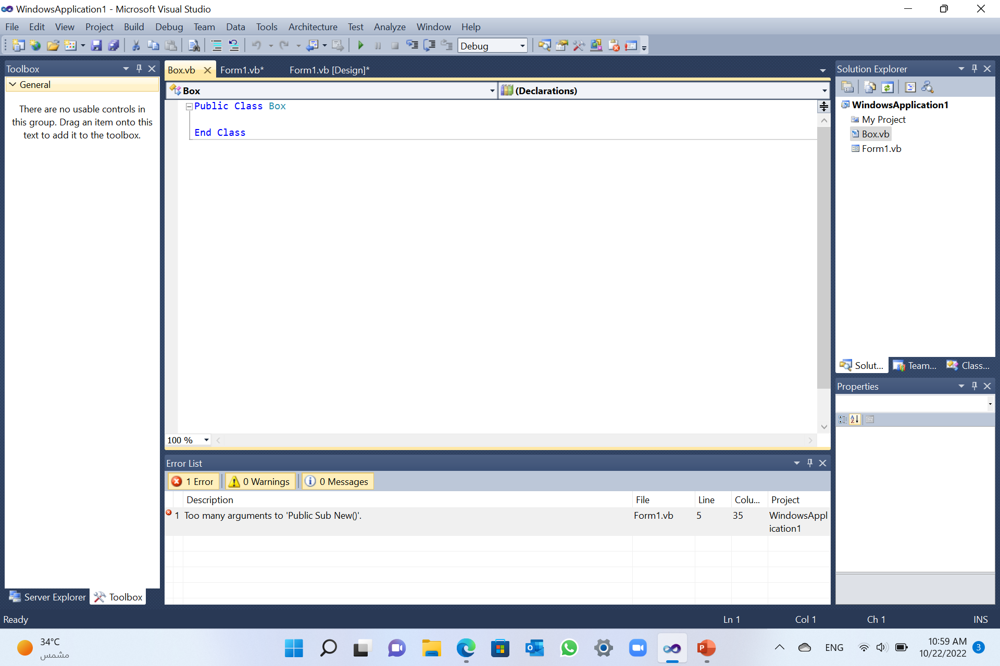 WindowsApplication1 - Microsoft Visual Studio
File Edit View Project Build Debug Team Data Tools Architecture Test Analyze Window Help
Debug
Toolbox
General
There are no usable controls in
this group. Drag an item onto this
text to add it to the toolbox.
Server Explorer
Toolbox
Box.vb
Form1.vb*
Form1.vb [Design]*
Box
(Declarations)
Public Class Box
End Class
100 %
Error List
1 Error
0 Warnings
0 Messages
Description File Line Colu... Project
1 Too many arguments to 'Public Sub New()'. Form1.vb 5 35 WindowsAppl
ication1
Solution Explorer
WindowsApplication1
My Project
Box.vb
Form1.vb
Solut...
Team...
Class...
Properties
Ready
Ln 1
Col 1
Ch 1
INS
34°C
مشمس
ENG
10:59 AM
10/22/2022
3